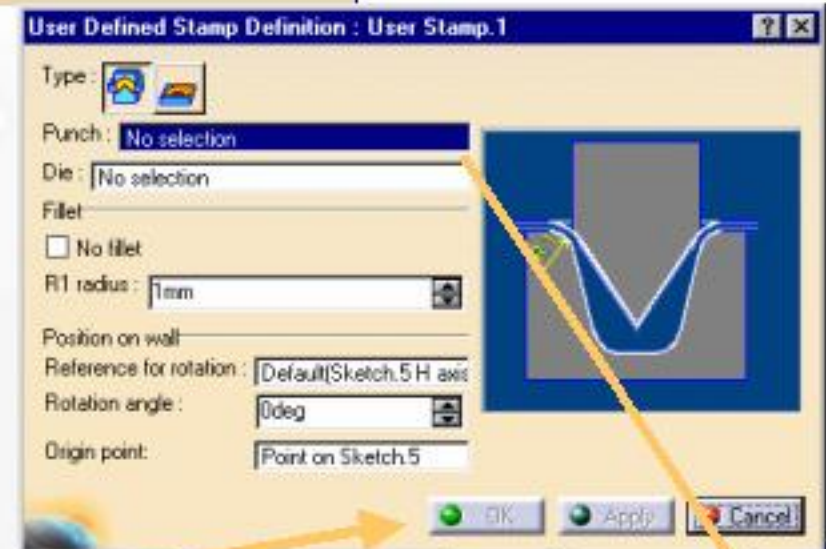 User Defined Stamp Definition : User Stamp.1
Type :
Punch : No selection
Die : No selection
Fillet
No fillet
R1 radius : 1mm
Position on wall
Reference for rotation : Default(Sketch.5 H axis
Rotation angle : 0deg
Origin point: Point on Sketch.5
OK Apply Cancel